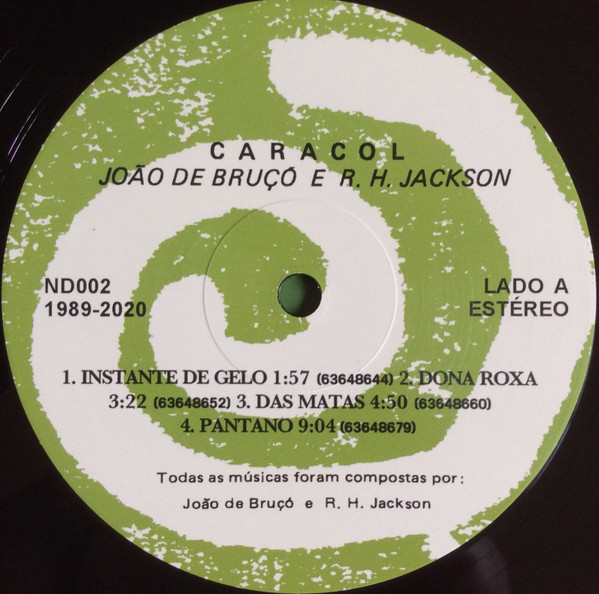 CARACOL
JOÃO DE BRUÇÓ E R. H. JACKSON
ND002
1989-2020
LADO A
ESTÉREO
1. INSTANTE DE GELO 1:57 (63648644) 2. DONA ROXA
3:22 (63648652) 3. DAS MATAS 4:50 (63648660)
4. PANTANO 9:04 (63648679)
Todas as músicas foram compostas por:
João de Bruçó e R. H. Jackson